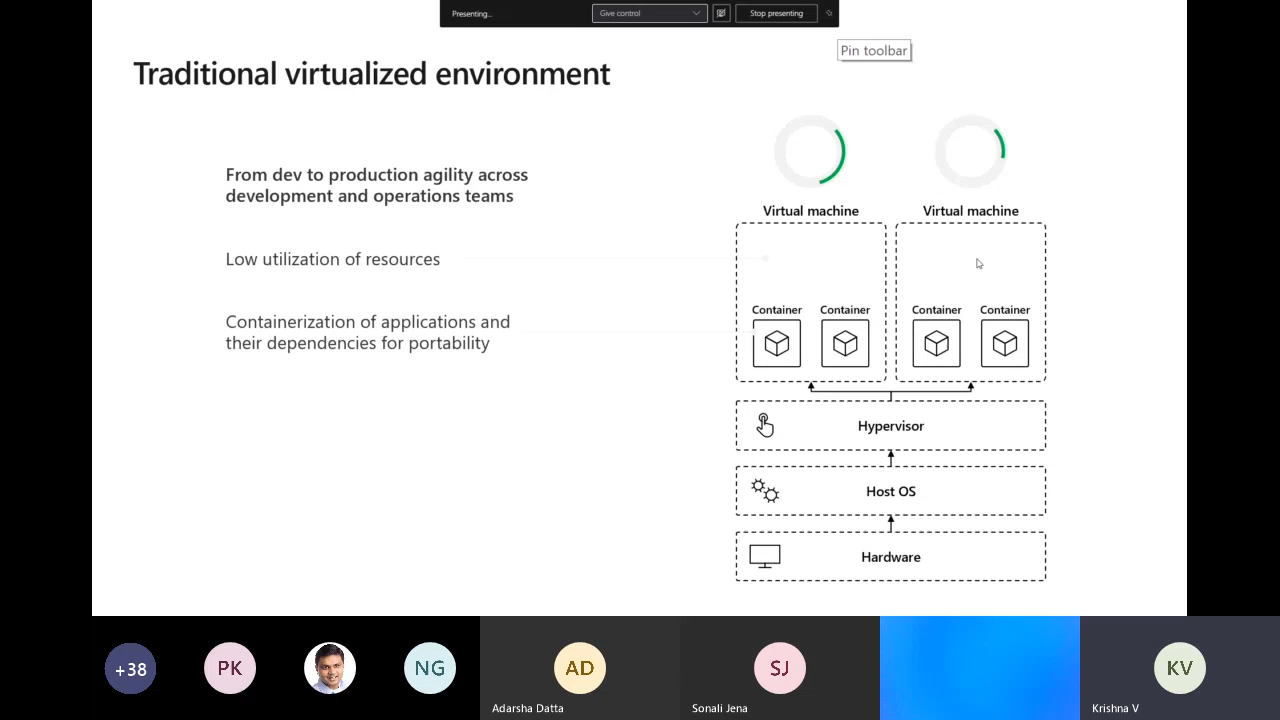 Presenting...
Give control
Stop presenting
Pin toolbar
Traditional virtualized environment
From dev to production agility across
development and operations teams
Low utilization of resources
Containerization of applications and
their dependencies for portability
Virtual machine
Virtual machine
Container
Container
Container
Container
Hypervisor
Host OS
Hardware
+38
PK
NG
AD
Adarsha Datta
SJ
Sonali Jena
KV
Krishna V